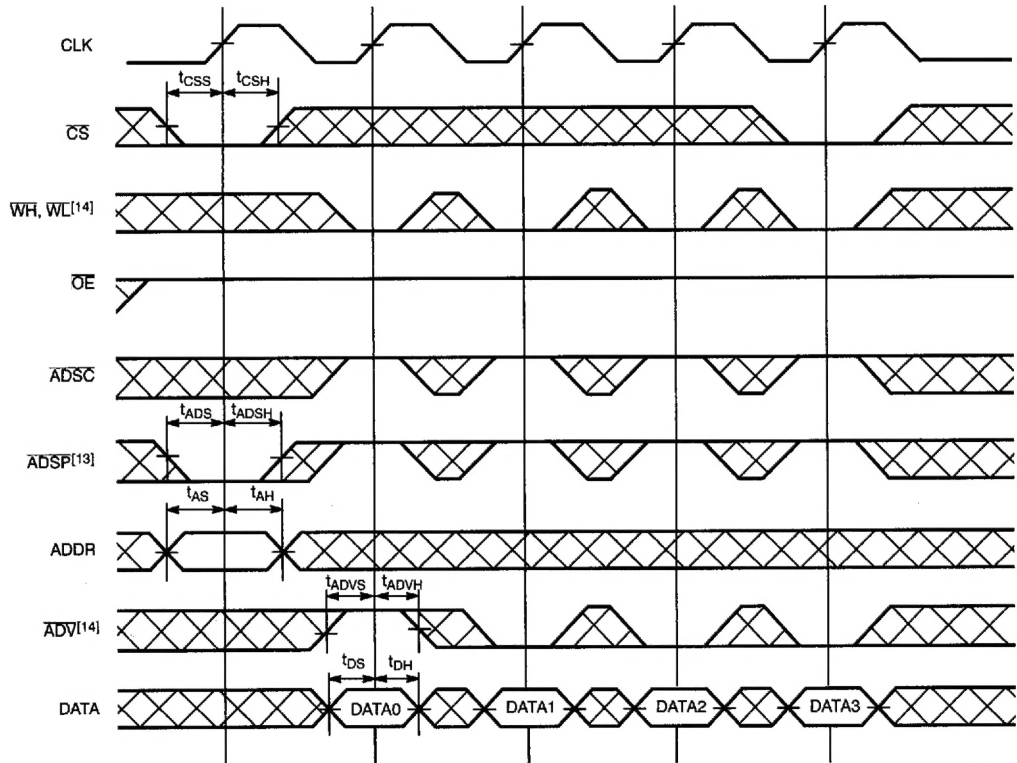 CLK
tCSS tCSH
CS
WH, WL[14]
OE
ADSC
tADS tADSH
ADSP[13]
tAS tAH
ADDR
tADVS tADVH
ADV[14]
tDS tDH
DATA DATA0 DATA1 DATA2 DATA3